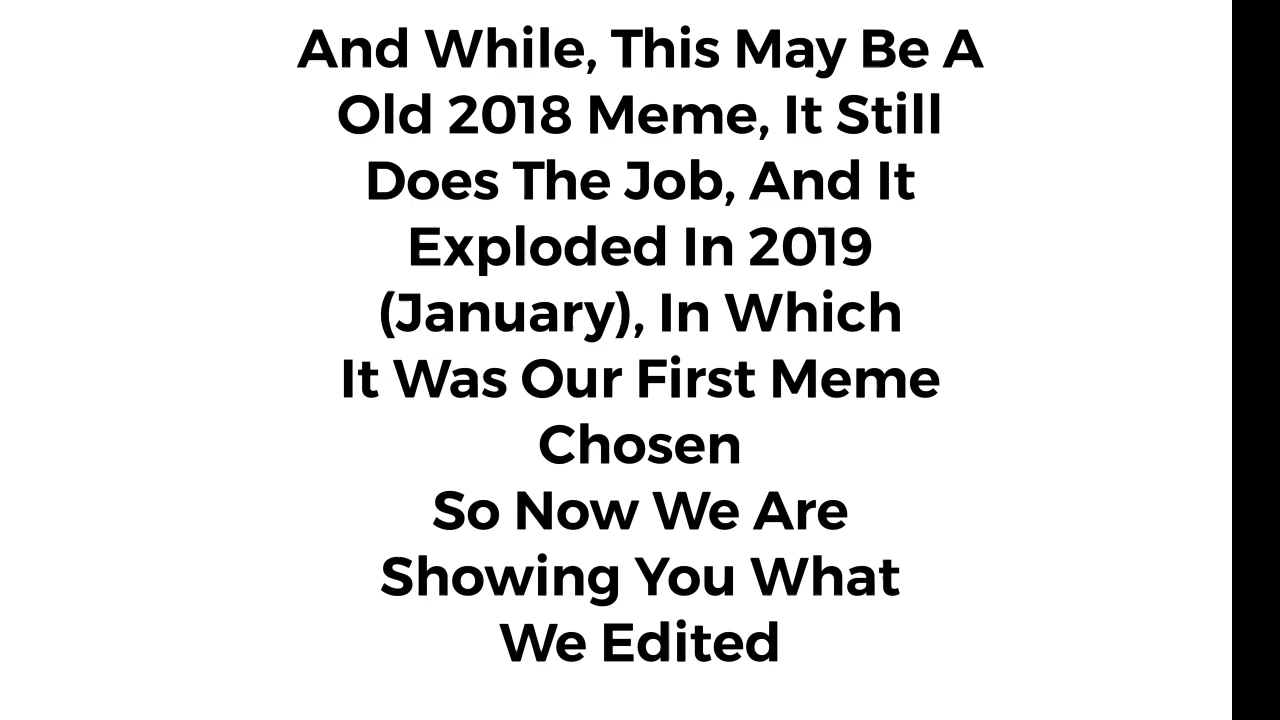 And While, This May Be A
Old 2018 Meme, It Still
Does The Job, And It
Exploded In 2019
(January), In Which
It Was Our First Meme
Chosen
So Now We Are
Showing You What
We Edited